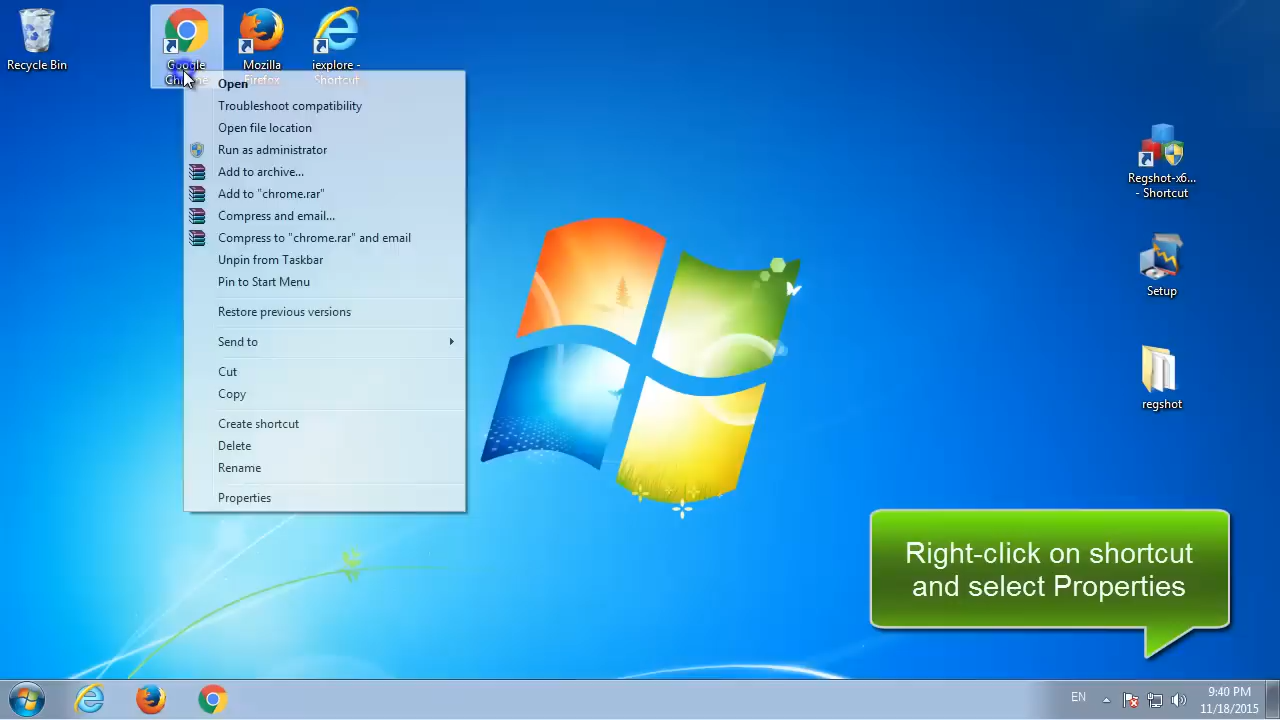 Recycle Bin
Google
Chrome
Mozilla
Firefox
iexplore -
Shortcut
Open
Troubleshoot compatibility
Open file location
Run as administrator
Add to archive...
Add to "chrome.rar"
Compress and email...
Compress to "chrome.rar" and email
Unpin from Taskbar
Pin to Start Menu
Restore previous versions
Send to
Cut
Copy
Create shortcut
Delete
Rename
Properties
Regshot-x6...
- Shortcut
Setup
regshot
Right-click on shortcut
and select Properties
EN
9:40 PM
11/18/2015